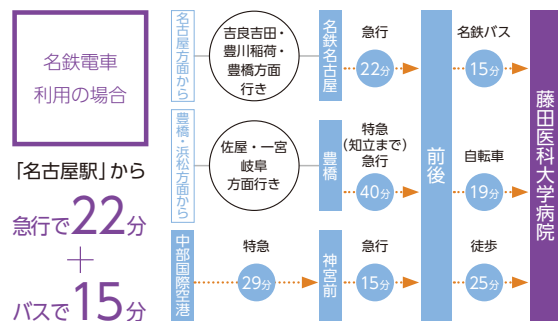 名鉄電車
利用の場合
「名古屋駅」から
急行で22分
+
バスで15分
名古屋方面から
吉良吉田・
豊川稲荷・
豊橋方面
行き
名鉄名古屋
急行
22分
豊橋・浜松方面から
佐屋・一宮
岐阜
方面行き
豊橋
特急
(知立まで)
急行
40分
中部国際空港
特急
29分
神宮前
急行
15分
前後
名鉄バス
15分
自転車
19分
徒歩
25分
藤田医科大学病院